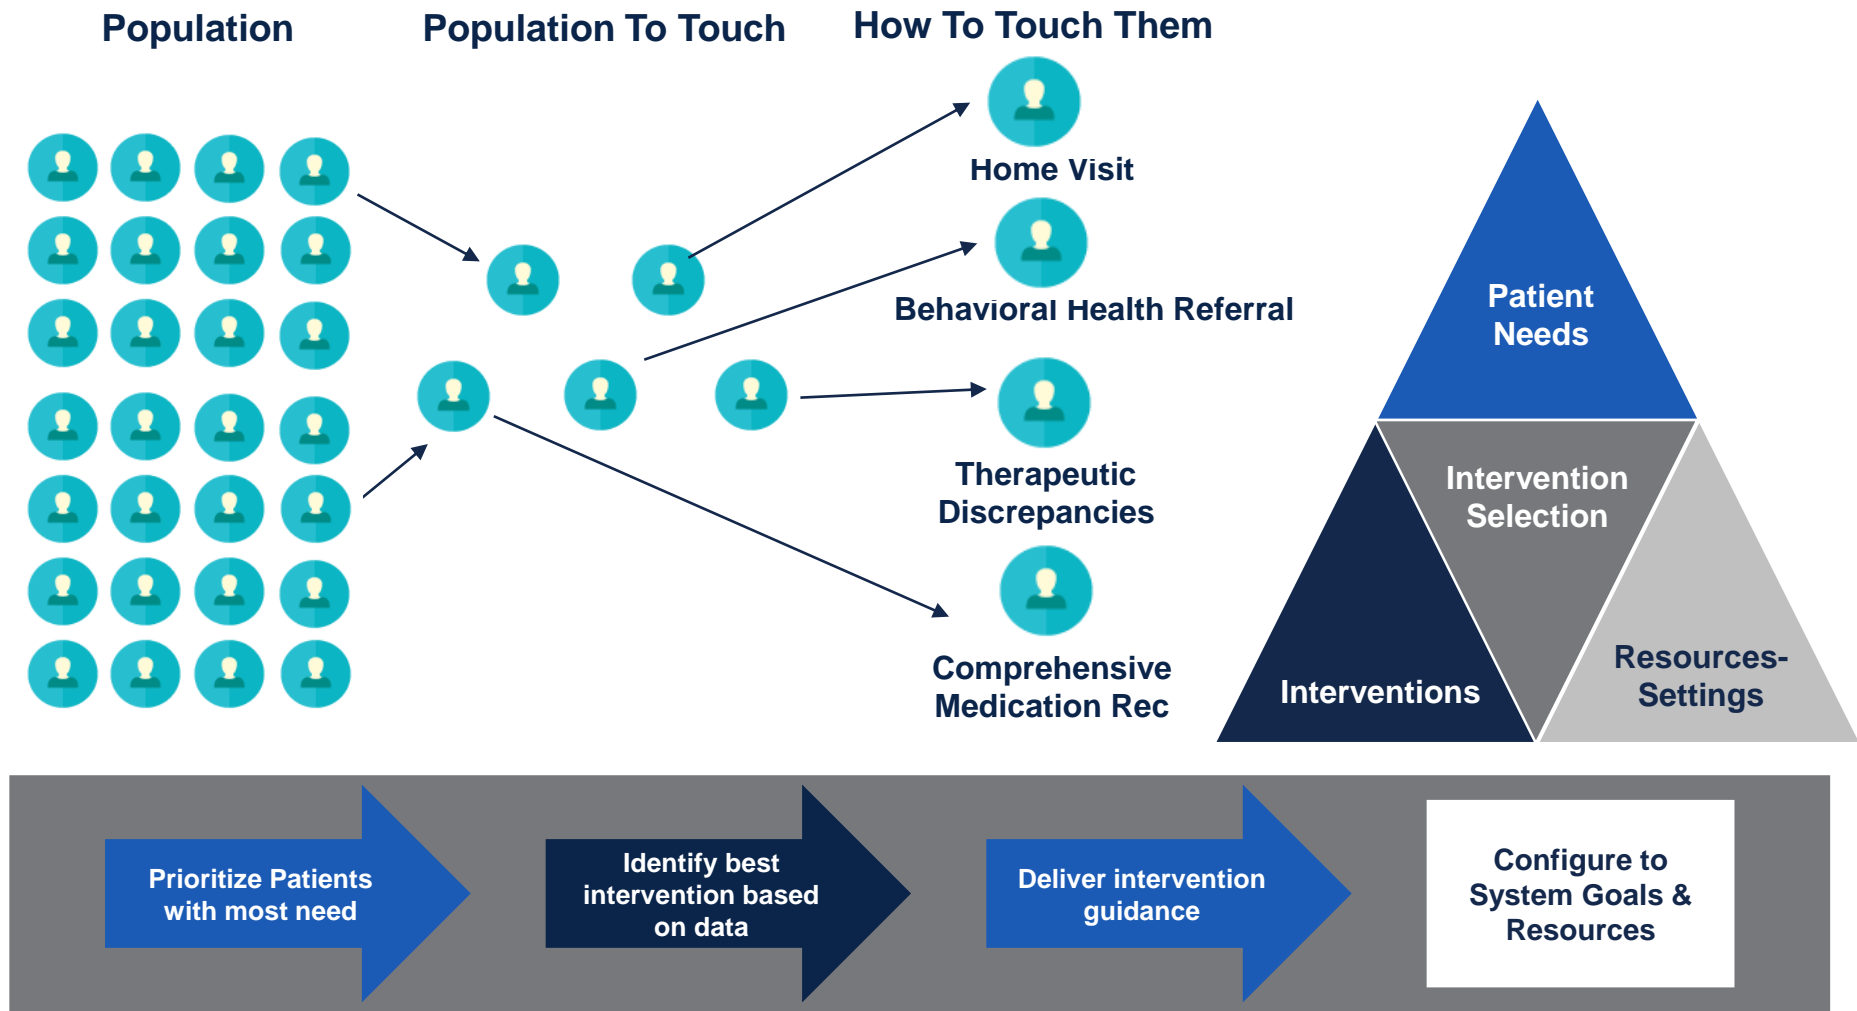 Population
Population To Touch
How To Touch Them
Home Visit
Behavioral Health Referral
Therapeutic
Discrepancies
Comprehensive
Medication Rec
Patient
Needs
Intervention
Selection
Interventions
Resources-
Settings
Prioritize Patients
with most need
Identify best
intervention based
on data
Deliver intervention
guidance
Configure to
System Goals &
Resources